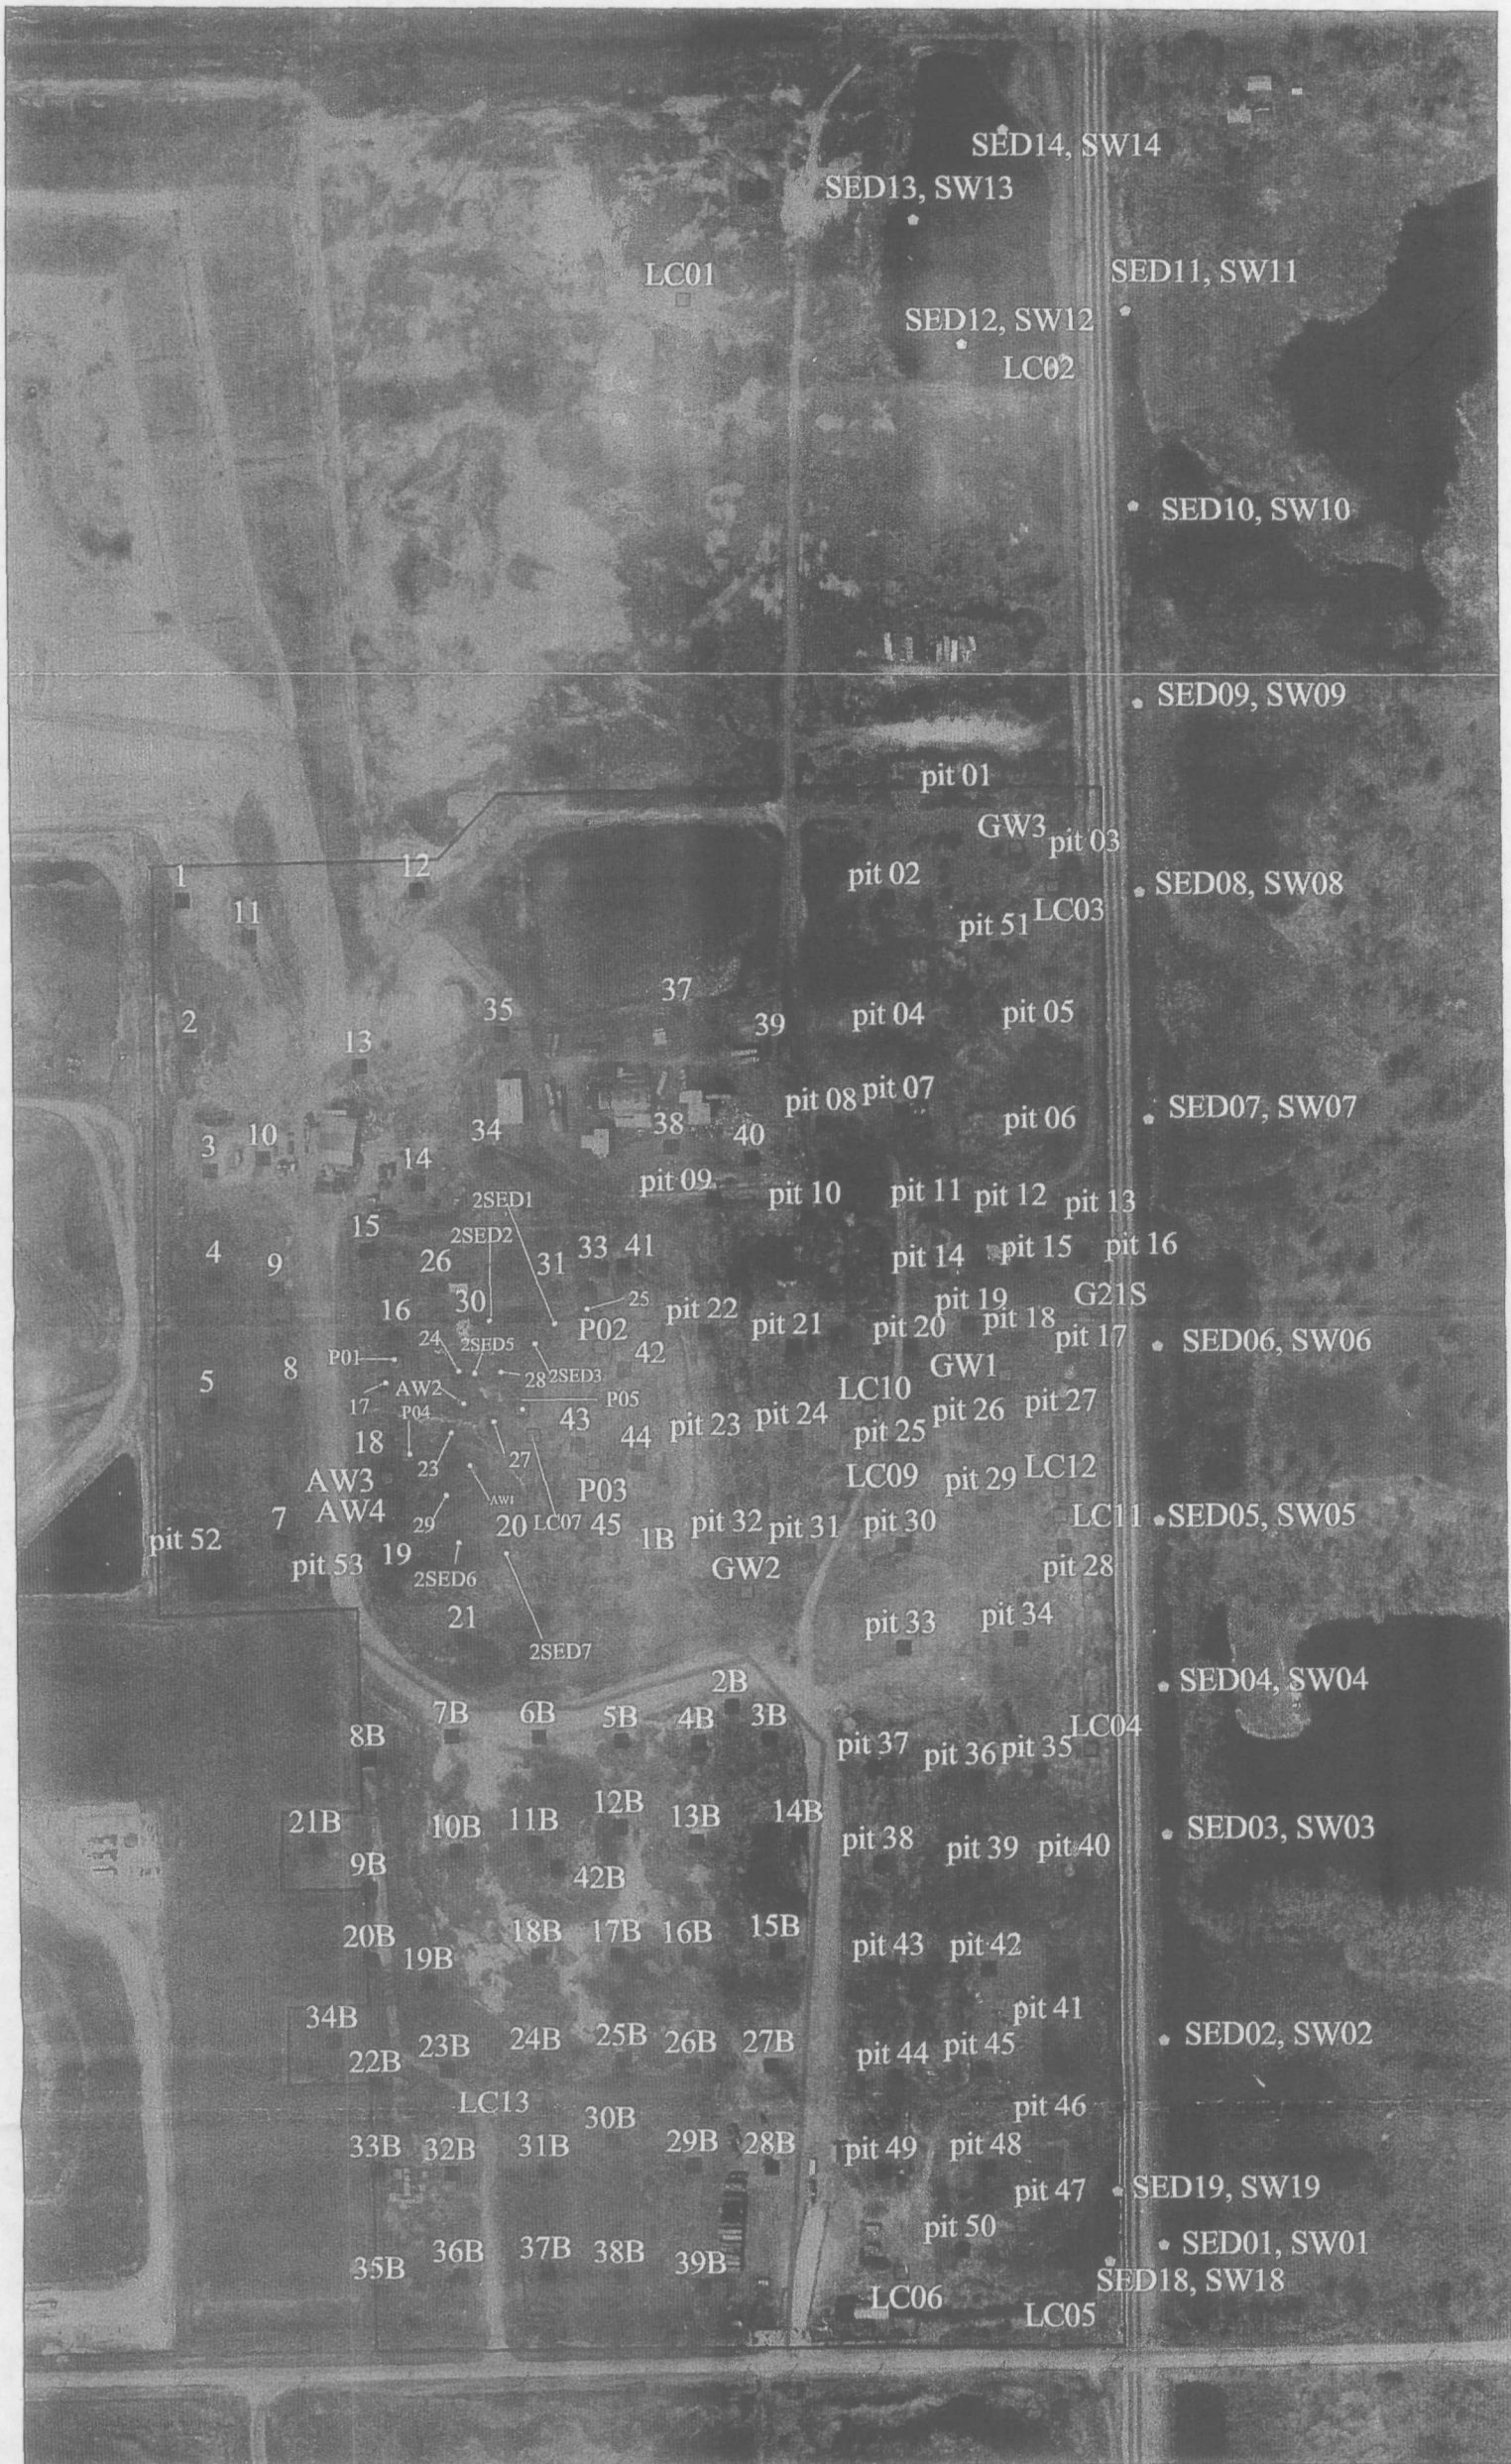 SED14, SW14
SED13, SW13
LC01
SED11, SW11
SED12, SW12
LC02
SED10, SW10
SED09, SW09
pit 01
GW3
pit 03
12
1
pit 02
SED08, SW08
11
LC03
pit 51
37
35
2
39
pit 04
pit 05
13
pit 08
pit 07
pit 06
SED07, SW07
34
38
40
10
3
14
pit 09
pit 10
pit 11
pit 12
pit 13
2SED1
15
2SED2
4
9
26
31
33
41
pit 14
pit 15
pit 16
16
30
25
pit 22
pit 19
G21S
24
2SED5
P02
pit 21
pit 20
pit 18
pit 17
SED06, SW06
P01
42
5
8
28
2SED3
GW1
17
AW2
P04
P05
LC10
18
43
44
pit 23
pit 24
pit 25
pit 26
pit 27
23
27
AW3
AW4
AW1
P03
LC09
pit 29
LC12
7
pit 52
29
20
LC07
45
1B
pit 32
pit 31
pit 30
LC11
SED05, SW05
pit 53
19
2SED6
GW2
pit 28
21
2SED7
pit 33
pit 34
2B
SED04, SW04
8B
7B
6B
5B
4B
3B
pit 37
pit 36
pit 35
LC04
21B
10B
11B
12B
13B
14B
pit 38
pit 39
pit 40
SED03, SW03
9B
42B
20B
19B
18B
17B
16B
15B
pit 43
pit 42
34B
pit 41
22B
23B
24B
25B
26B
27B
pit 44
pit 45
SED02, SW02
LC13
30B
pit 46
33B
32B
31B
29B
28B
pit 49
pit 48
pit 47
SED19, SW19
pit 50
35B
36B
37B
38B
39B
SED01, SW01
SED18, SW18
LC06
LC05